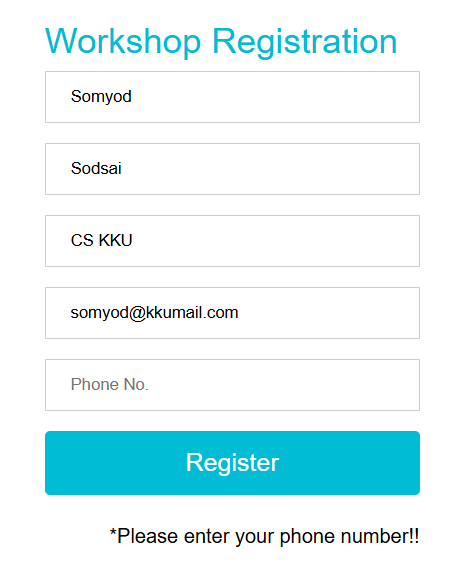 Workshop Registration
Somyod
Sodsai
CS KKU
somyod@kkumail.com
Phone No.
Register
*Please enter your phone number!!